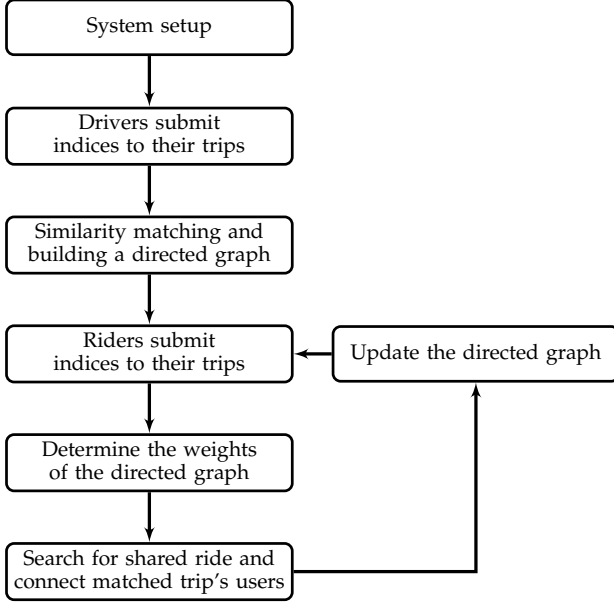 System setup
Drivers submit
indices to their trips
Similarity matching and
building a directed graph
Riders submit
indices to their trips
Update the directed graph
Determine the weights
of the directed graph
Search for shared ride and
connect matched trip's users